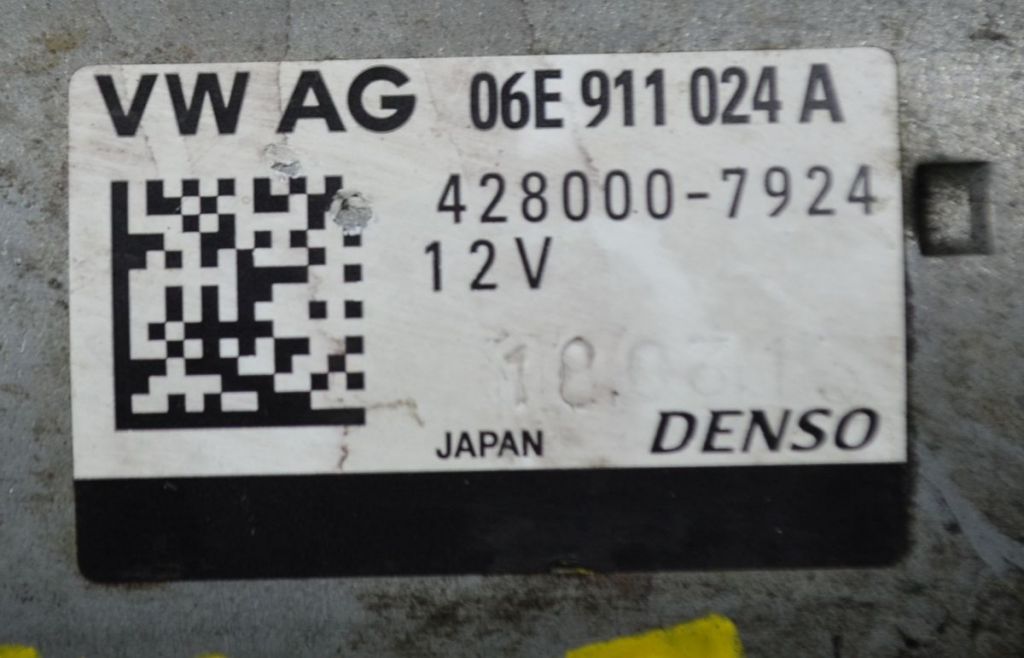 VW AG 06E 911 024 A
428000-7924
12V
JAPAN DENSO